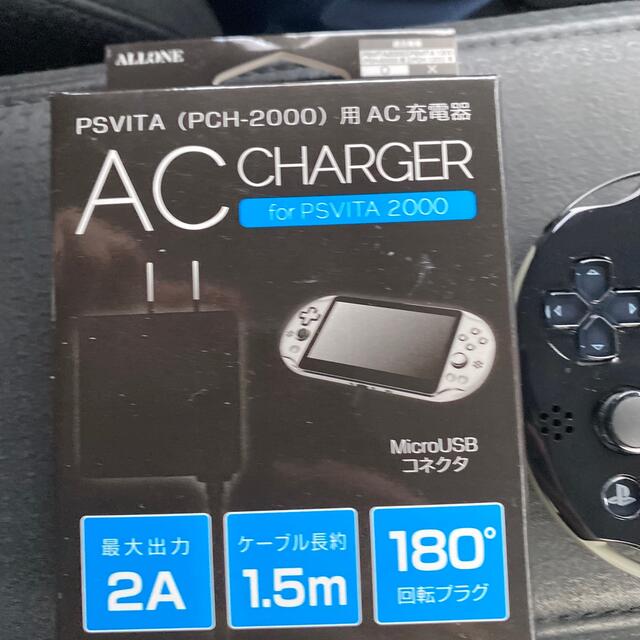 ALLONE
PSVITA (PCH-2000) 用 AC 充電器
AC CHARGER
for PSVITA 2000
MicroUSB
コネクタ
最大出力
2A
ケーブル長約
1.5m
180°
回転プラグ